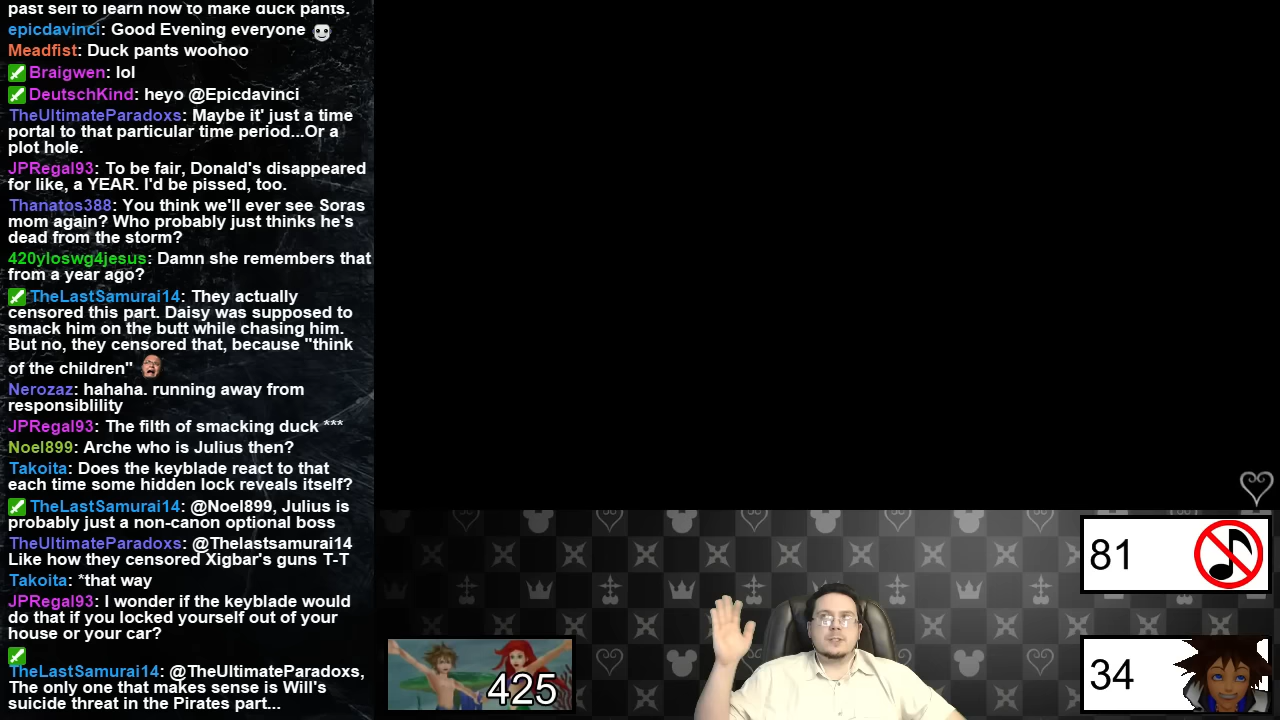 past self to learn how to make duck pants.
epicdavinci: Good Evening everyone
Meadfist: Duck pants woohoo
Braigwen: lol
DeutschKind: heyo @Epicdavinci
TheUltimateParadoxs: Maybe it' just a time
portal to that particular time period...Or a
plot hole.
JPRegal93: To be fair, Donald's disappeared
for like, a YEAR. I'd be pissed, too.
Thanatos388: You think we'll ever see Soras
mom again? Who probably just thinks he's
dead from the storm?
420yloswg4jesus: Damn she remembers that
from a year ago?
TheLastSamurai14: They actually
censored this part. Daisy was supposed to
smack him on the butt while chasing him.
But no, they censored that, because "think
of the children"
Nerozaz: hahaha. running away from
responsiblility
JPRegal93: The filth of smacking duck ***
Noel899: Arche who is Julius then?
Takoita: Does the keyblade react to that
each time some hidden lock reveals itself?
TheLastSamurai14: @Noel899, Julius is
probably just a non-canon optional boss
TheUltimateParadoxs: @Thelastsamurai14
Like how they censored Xigbar's guns T-T
Takoita: *that way
JPRegal93: I wonder if the keyblade would
do that if you locked yourself out of your
house or your car?
TheLastSamurai14: @TheUltimateParadoxs,
The only one that makes sense is Will's
suicide threat in the Pirates part...
81
425
34